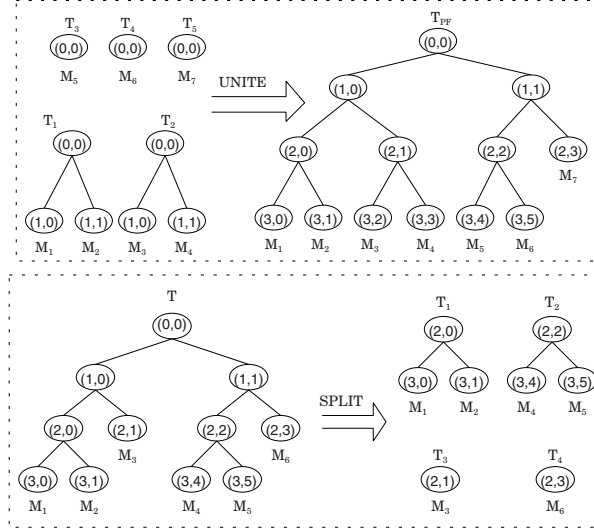 T3 T4 T5
(0,0) (0,0) (0,0)
M5 M6 M7
T1 T2
(0,0) (0,0)
(1,0) (1,1) (1,0) (1,1)
M1 M2 M3 M4
UNITE
TPF
(0,0)
(1,0) (1,1)
(2,0) (2,1) (2,2) (2,3)
M7
(3,0) (3,1) (3,2) (3,3) (3,4) (3,5)
M1 M2 M3 M4 M5 M6
T
(0,0)
(1,0) (1,1)
(2,0) (2,1) (2,2) (2,3)
M3 M6
(3,0) (3,1) (3,4) (3,5)
M1 M2 M4 M5
SPLIT
T1 T2
(2,0) (2,2)
(3,0) (3,1) (3,4) (3,5)
M1 M2 M4 M5
T3 T4
(2,1) (2,3)
M3 M6